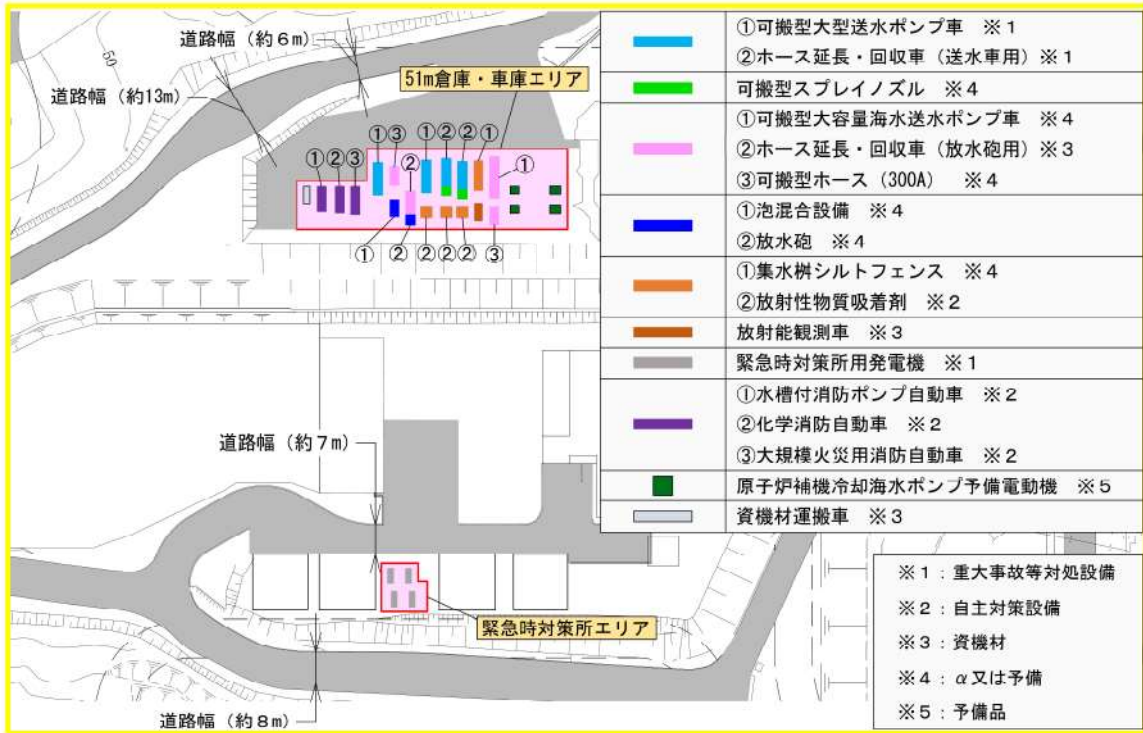 50
道路幅（約６ｍ）
道路幅（約13ｍ）
51ｍ倉庫・車庫エリア
① ③ ① ② ② ①
① ② ③ ② ①
① ② ② ② ② ③
道路幅（約７ｍ）
緊急時対策所エリア
道路幅（約８ｍ）
①可搬型大型送水ポンプ車　※１
②ホース延長・回収車（送水車用）※１
可搬型スプレイノズル　※４
①可搬型大容量海水送水ポンプ車　※４
②ホース延長・回収車（放水砲用）※３
③可搬型ホース（300A）　※４
①泡混合設備　※４
②放水砲　※４
①集水桝シルトフェンス　※４
②放射性物質吸着剤　※２
放射能観測車　※３
緊急時対策所用発電機　※１
①水槽付消防ポンプ自動車　※２
②化学消防自動車　※２
③大規模火災用消防自動車　※２
原子炉補機冷却海水ポンプ予備電動機　※５
資機材運搬車　※３
※１：重大事故等対処設備
※２：自主対策設備
※３：資機材
※４：α又は予備
※５：予備品